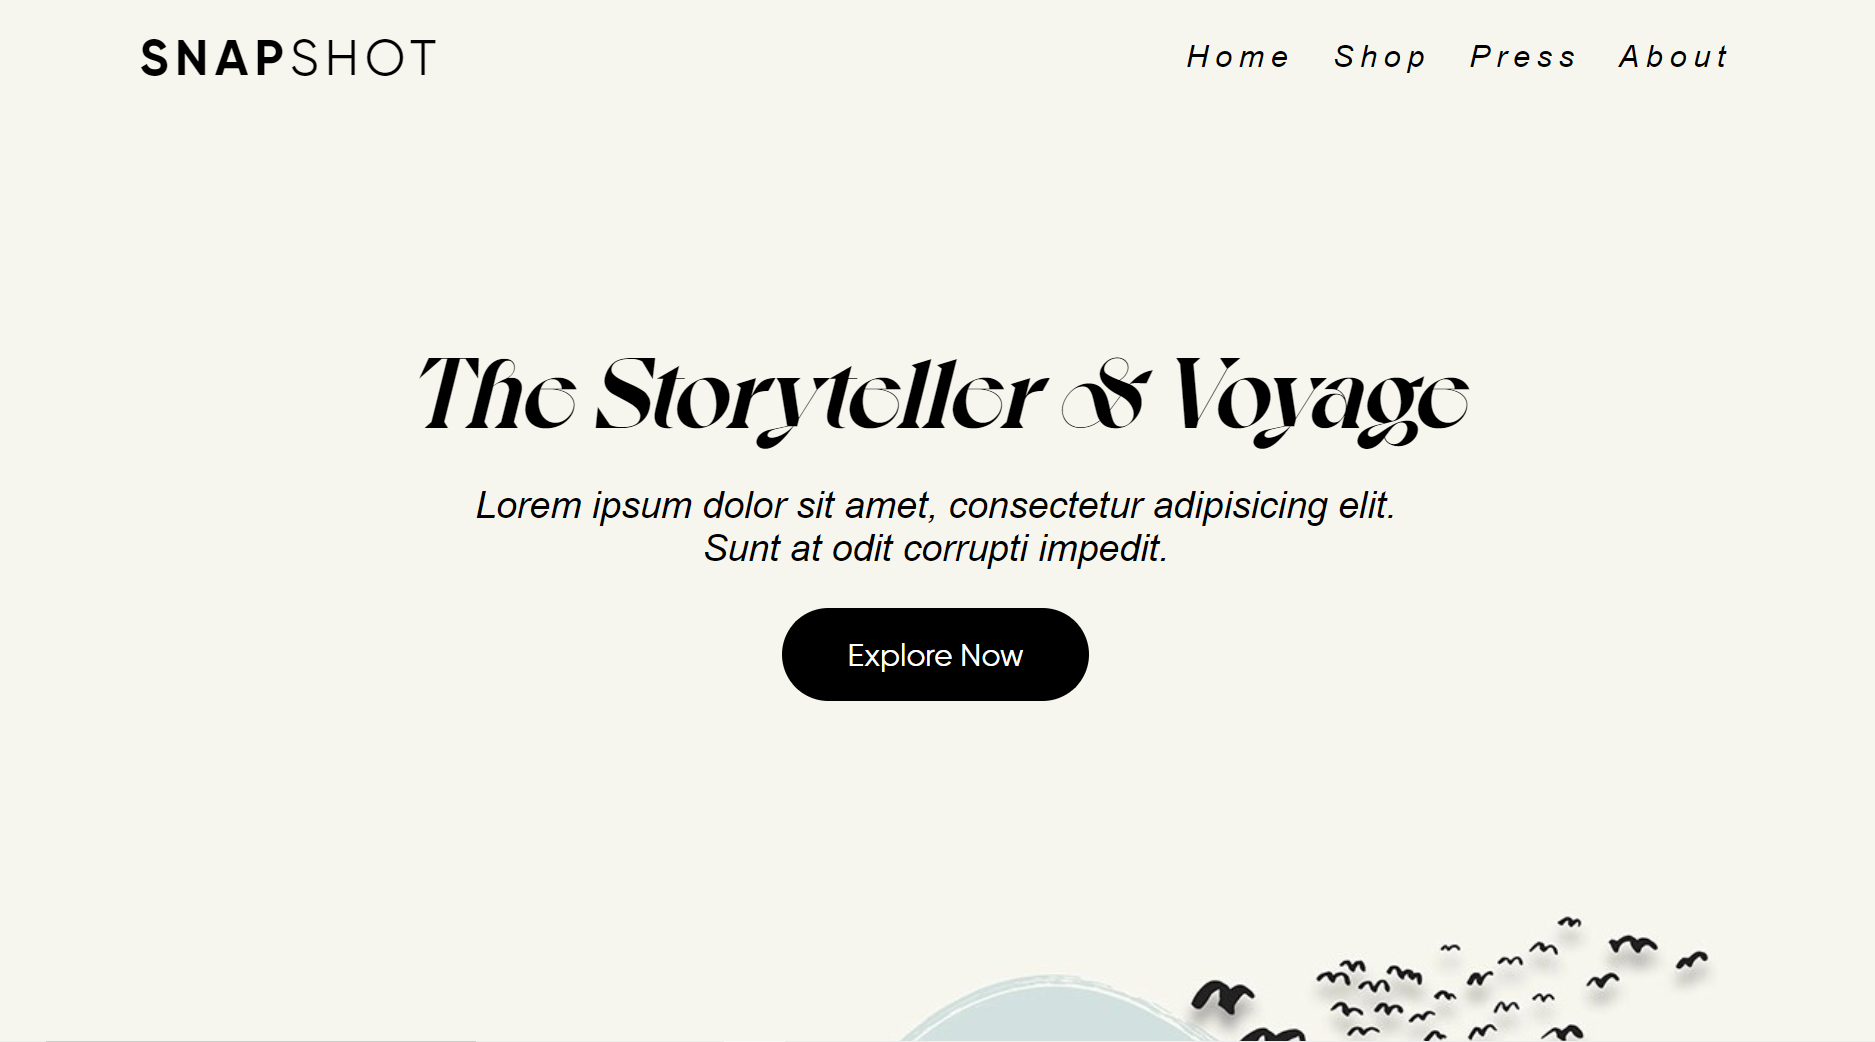 SNAPSHOT
Home Shop Press About
The Storyteller & Voyage
Lorem ipsum dolor sit amet, consectetur adipisicing elit.
Sunt at odit corrupti impedit.
Explore Now